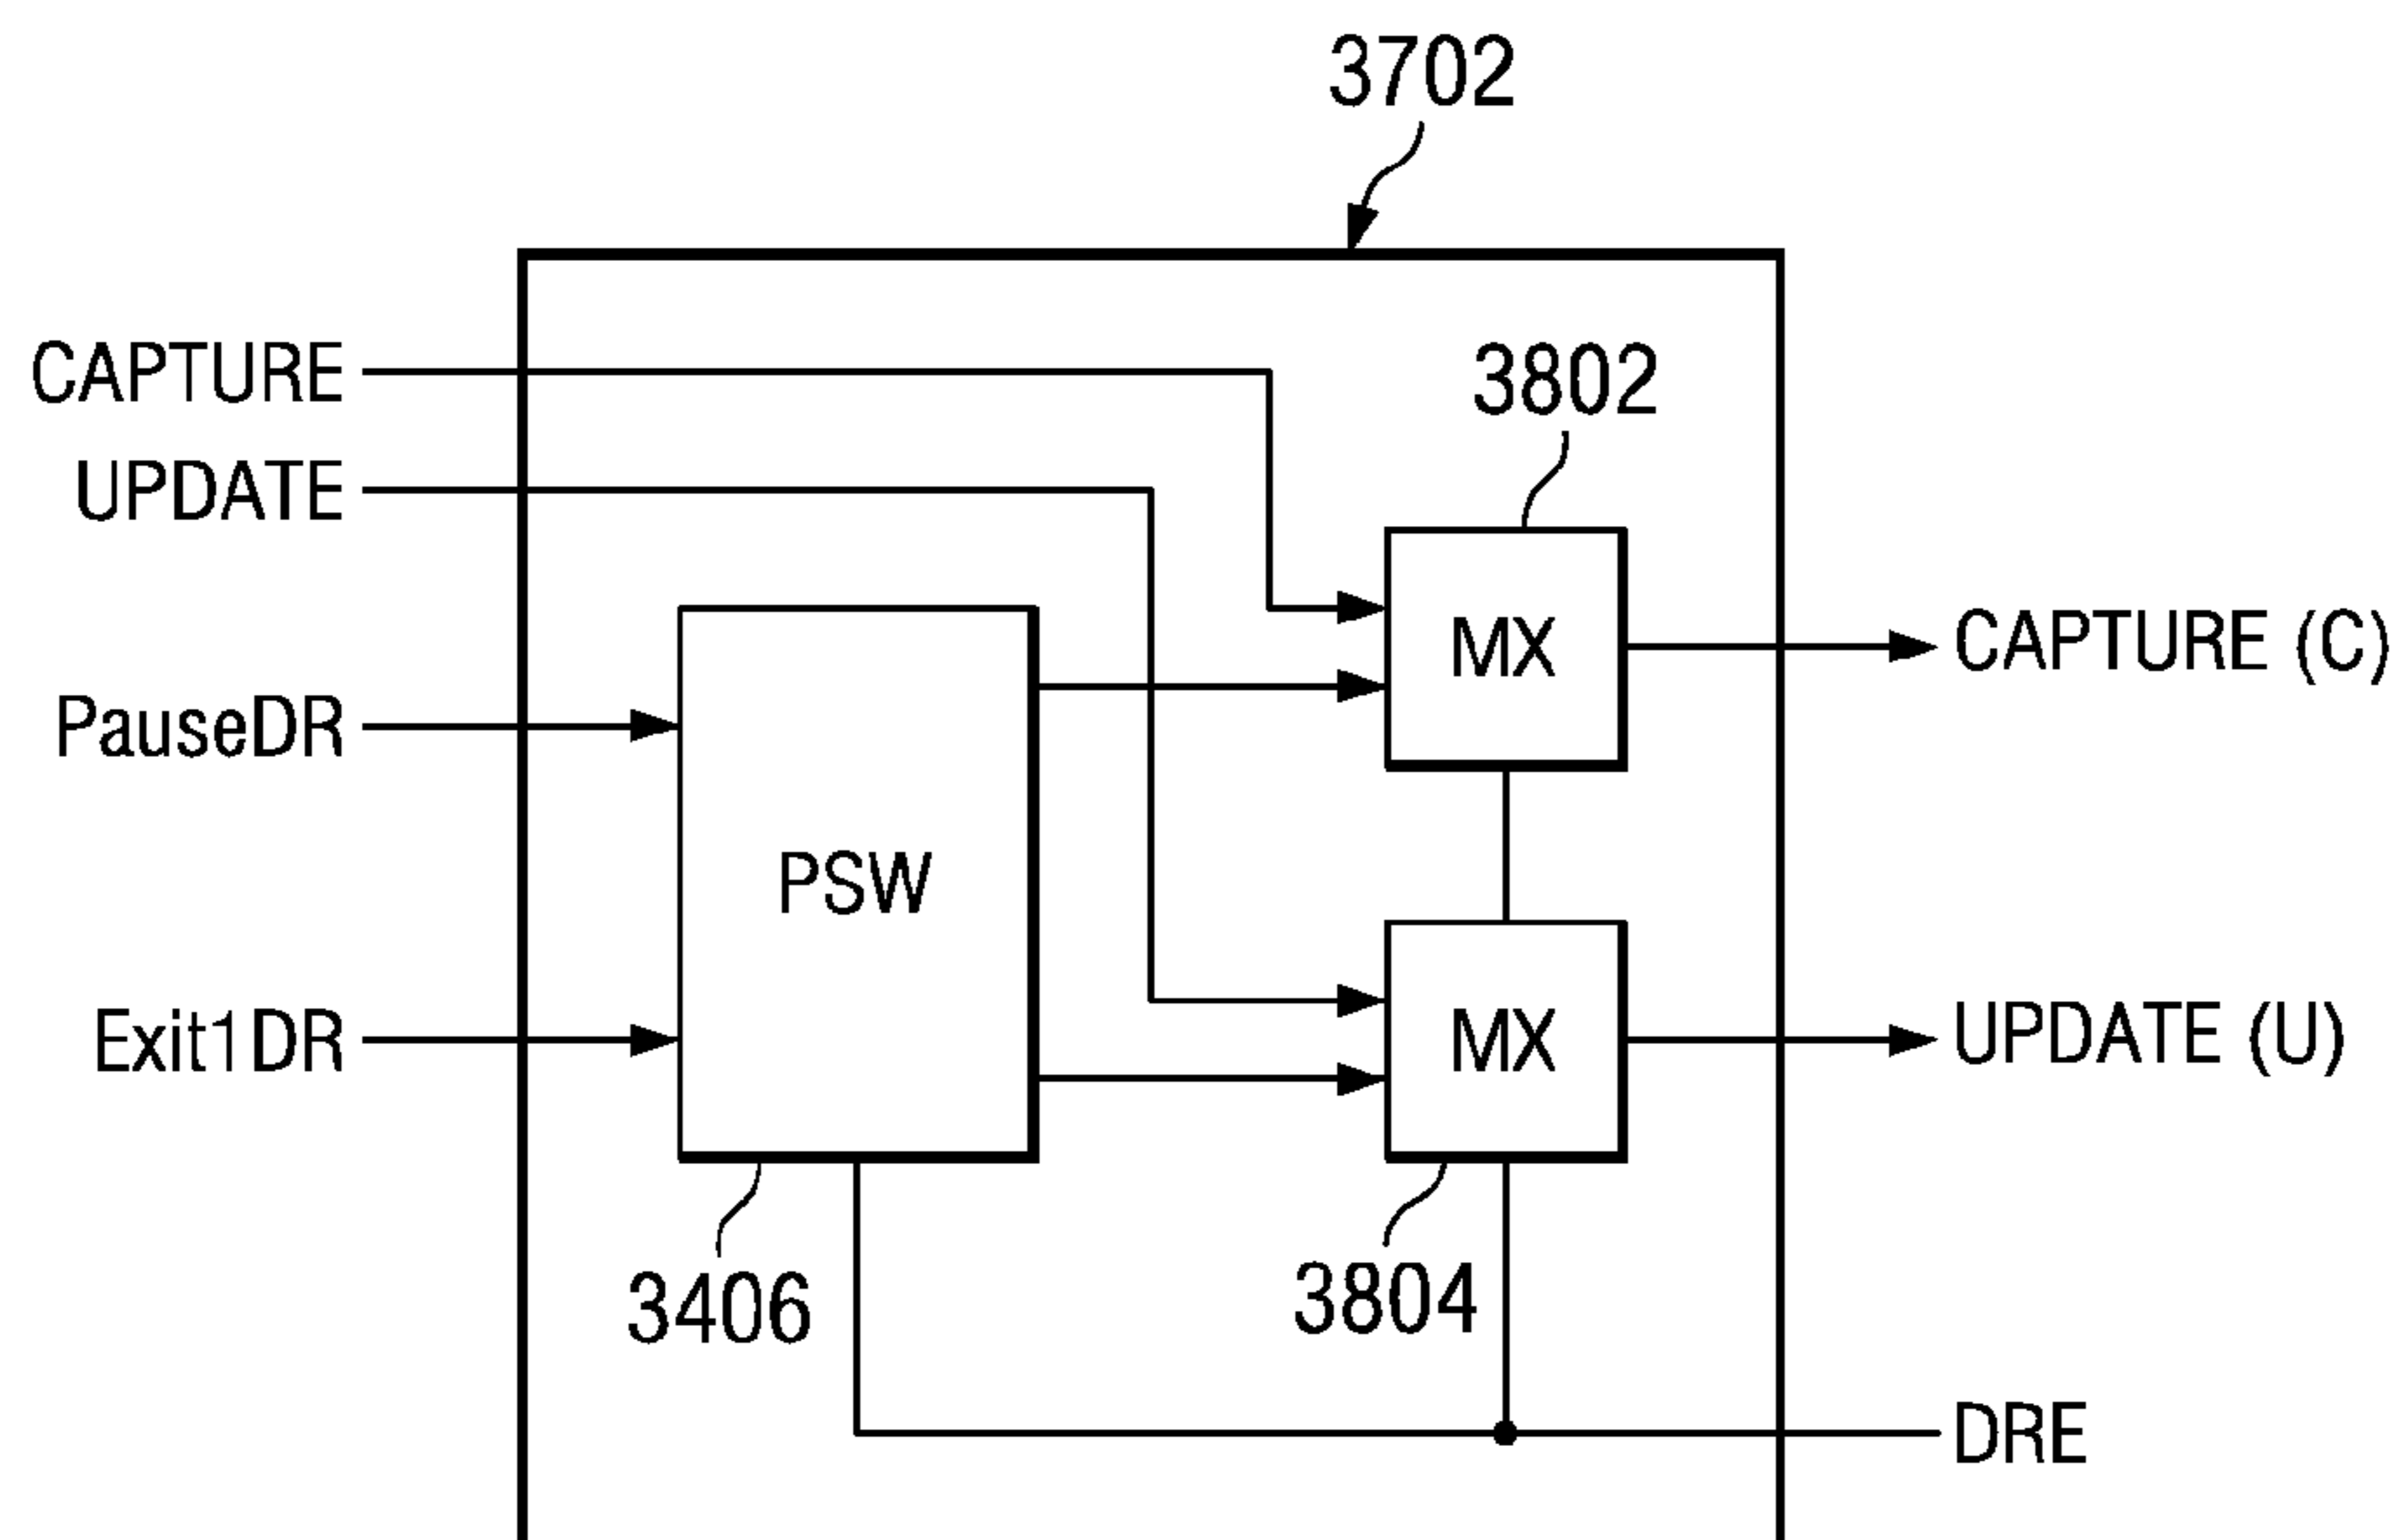 3702
CAPTURE
3802
UPDATE
MX
CAPTURE (C)
PauseDR
PSW
Exit1DR
MX
UPDATE (U)
3406
3804
DRE